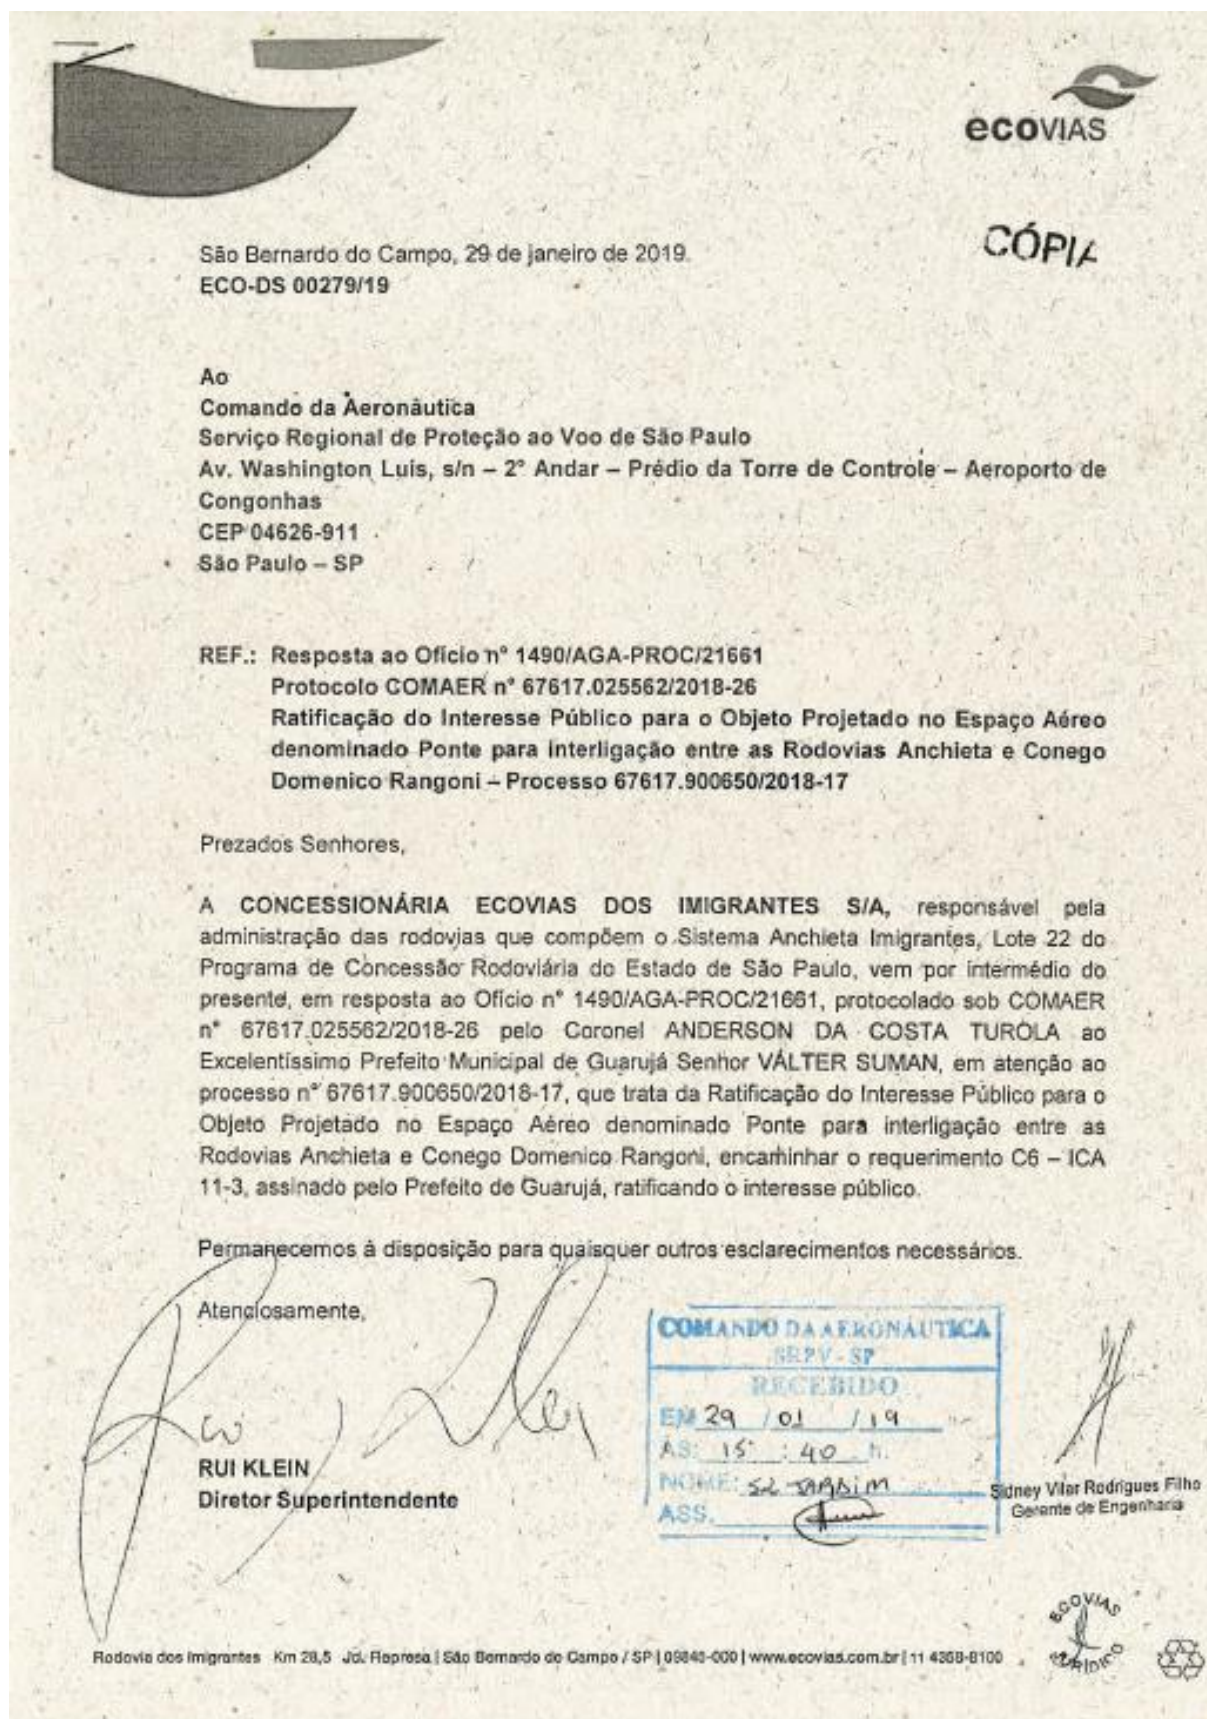 ecoVIAS
CÓPIA
São Bernardo do Campo, 29 de janeiro de 2019.
ECO-DS 00279/19
Ao
Comando da Aeronáutica
Serviço Regional de Proteção ao Voo de São Paulo
Av. Washington Luis, s/n – 2° Andar – Prédio da Torre de Controle – Aeroporto de
Congonhas
CEP 04626-911
São Paulo – SP
REF.: Resposta ao Ofício n° 1490/AGA-PROC/21661
Protocolo COMAER n° 67617.025562/2018-26
Ratificação do Interesse Público para o Objeto Projetado no Espaço Aéreo
denominado Ponte para interligação entre as Rodovias Anchieta e Conego
Domenico Rangoni – Processo 67617.900650/2018-17
Prezados Senhores,
A CONCESSIONÁRIA ECOVIAS DOS IMIGRANTES S/A, responsável pela
administração das rodovias que compõem o Sistema Anchieta Imigrantes, Lote 22 do
Programa de Concessão Rodoviária do Estado de São Paulo, vem por intermédio do
presente, em resposta ao Ofício n° 1490/AGA-PROC/21661, protocolado sob COMAER
n° 67617.025562/2018-26 pelo Coronel ANDERSON DA COSTA TUROLA ao
Excelentíssimo Prefeito Municipal de Guarujá Senhor VÁLTER SUMAN, em atenção ao
processo n° 67617.900650/2018-17, que trata da Ratificação do Interesse Público para o
Objeto Projetado no Espaço Aéreo denominado Ponte para interligação entre as
Rodovias Anchieta e Conego Domenico Rangoni, encaminhar o requerimento C6 – ICA
11-3, assinado pelo Prefeito de Guarujá, ratificando o interesse público.
Permanecemos à disposição para quaisquer outros esclarecimentos necessários.
Atenciosamente,
RUI KLEIN
Diretor Superintendente
COMANDO DA AERONÁUTICA
SRPV - SP
RECEBIDO
EM 29 / 01 / 19
ÀS: 15 : 40 h.
NOME: S2 JARDIM
ASS.
Sidney Vilar Rodrigues Filho
Gerente de Engenharia
ECOVIAS
JURÍDICO
Rodovia dos Imigrantes Km 28,5 Jd. Represa | São Bernardo do Campo / SP | 09845-000 | www.ecovias.com.br | 11 4358-8100